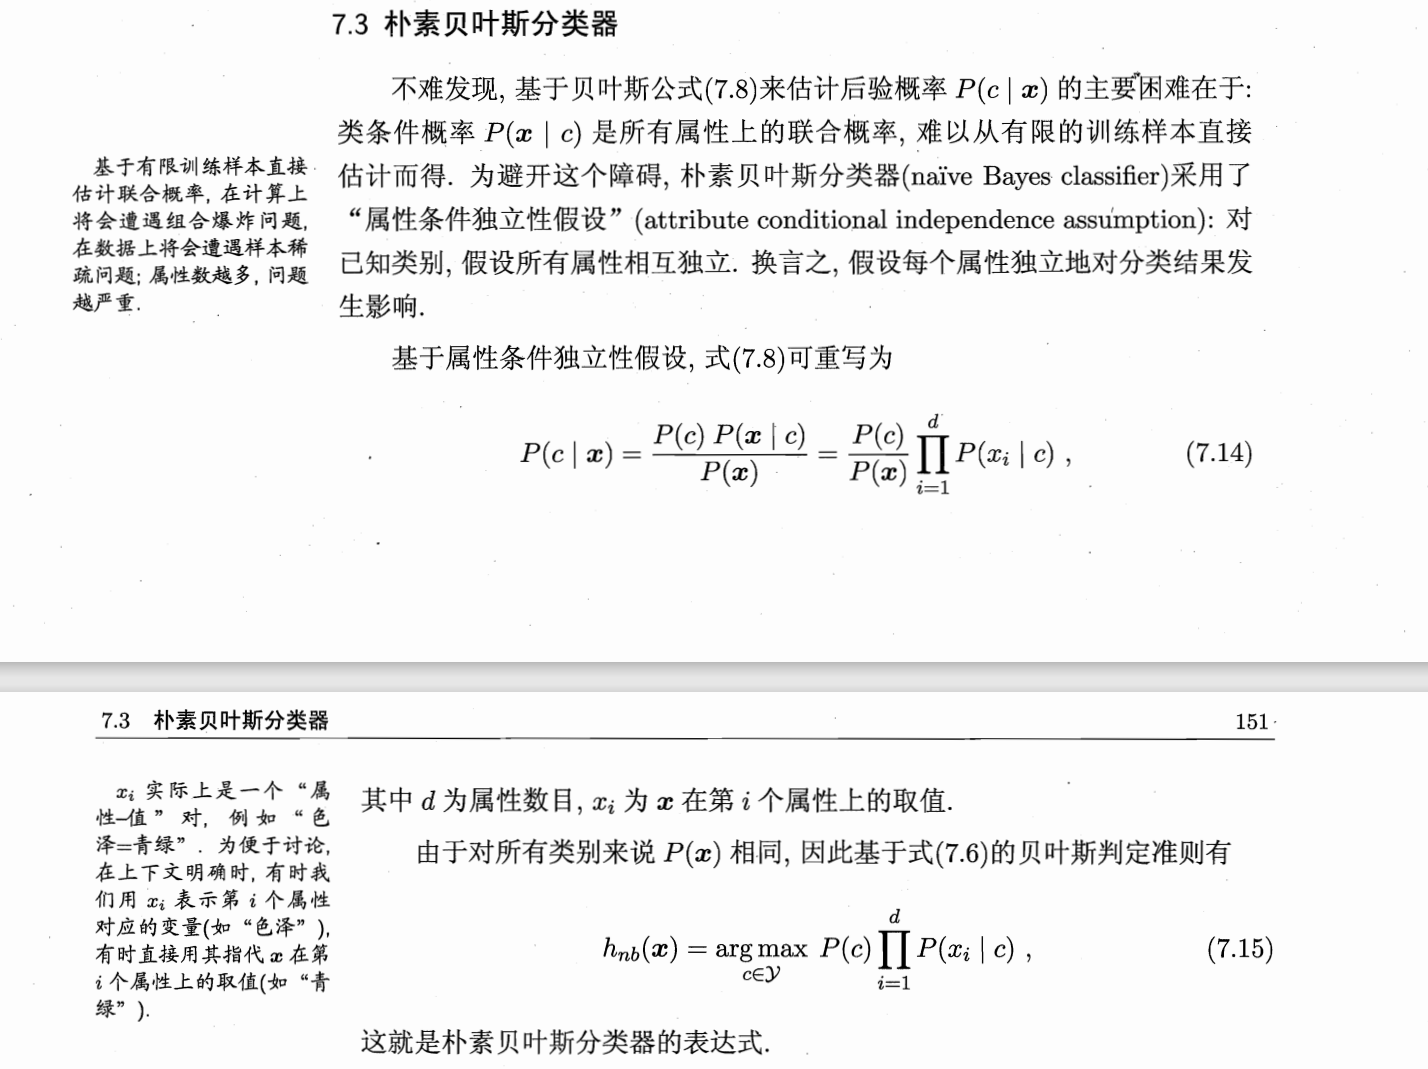 7.3 朴素贝叶斯分类器
不难发现, 基于贝叶斯公式(7.8)来估计后验概率 P(c | x) 的主要困难在于:
类条件概率 P(x | c) 是所有属性上的联合概率, 难以从有限的训练样本直接
估计而得. 为避开这个障碍, 朴素贝叶斯分类器(naïve Bayes classifier)采用了
“属性条件独立性假设” (attribute conditional independence assumption): 对
已知类别, 假设所有属性相互独立. 换言之, 假设每个属性独立地对分类结果发
生影响.
基于有限训练样本直接
估计联合概率, 在计算上
将会遭遇组合爆炸问题,
在数据上将会遭遇样本稀
疏问题; 属性数越多, 问题
越严重.
基于属性条件独立性假设, 式(7.8)可重写为
P(c | x) = \frac{P(c) P(x | c)}{P(x)} = \frac{P(c)}{P(x)} \prod_{i=1}^{d} P(x_i | c) , (7.14)
7.3 朴素贝叶斯分类器 151
x_i 实际上是一个 “属
性–值” 对, 例如 “色
泽=青绿” . 为便于讨论,
在上下文明确时, 有时我
们用 x_i 表示第 i 个属性
对应的变量(如 “色泽” ),
有时直接用其指代 x 在第
i 个属性上的取值(如 “青
绿” ).
其中 d 为属性数目, x_i 为 x 在第 i 个属性上的取值.
由于对所有类别来说 P(x) 相同, 因此基于式(7.6)的贝叶斯判定准则有
h_{nb}(x) = \arg\max_{c∈\mathcal{Y}} P(c) \prod_{i=1}^{d} P(x_i | c) , (7.15)
这就是朴素贝叶斯分类器的表达式.